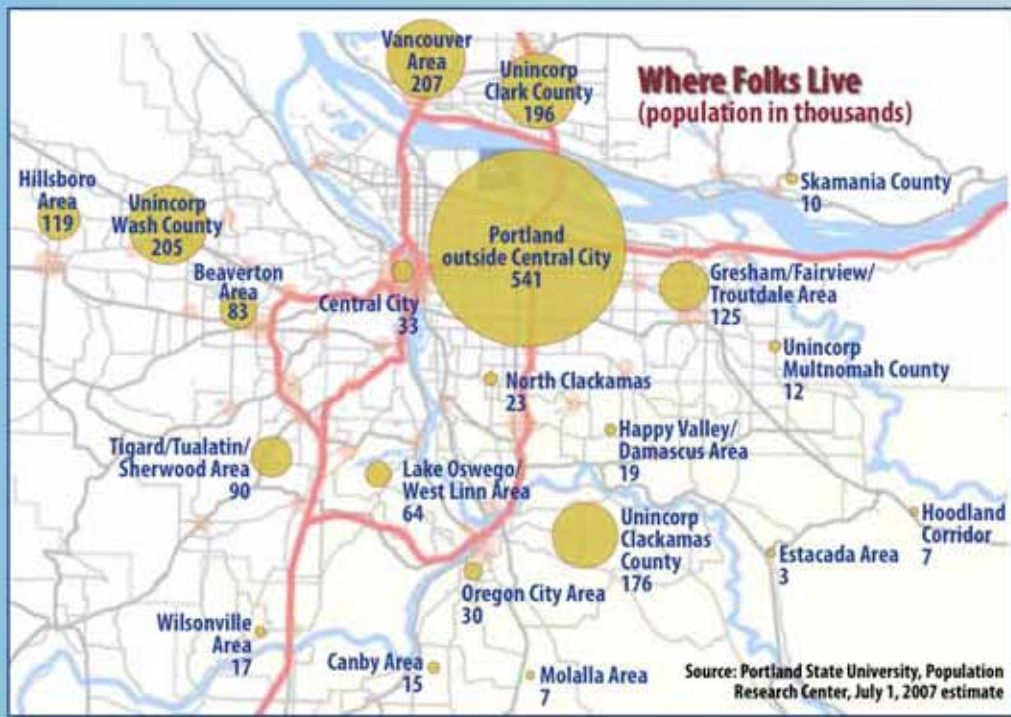 Where Folks Live
(population in thousands)
Vancouver
Area
207
Unincorp
Clark County
196
Hillsboro
Area
119
Unincorp
Wash County
205
Beaverton
Area
83
Central City
33
Portland
outside Central City
541
Skamania County
10
Gresham/Fairview/
Troutdale Area
125
Unincorp
Multnomah County
12
North Clackamas
23
Happy Valley/
Damascus Area
19
Tigard/Tualatin/
Sherwood Area
90
Lake Oswego/
West Linn Area
64
Unincorp
Clackamas
County
176
Hoodland
Corridor
7
Estacada Area
3
Oregon City Area
30
Wilsonville
Area
17
Canby Area
15
Molalla Area
7
Source: Portland State University, Population
Research Center, July 1, 2007 estimate